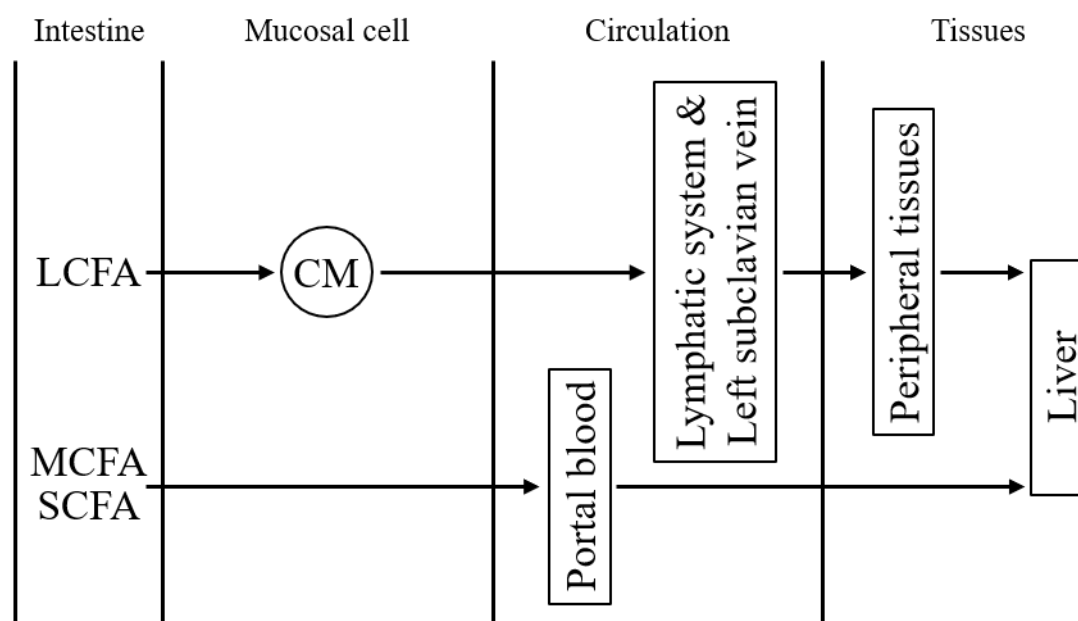 Intestine
Mucosal cell
Circulation
Tissues
LCFA
CM
Lymphatic system &
Left subclavian vein
Peripheral tissues
Liver
MCFA
SCFA
Portal blood